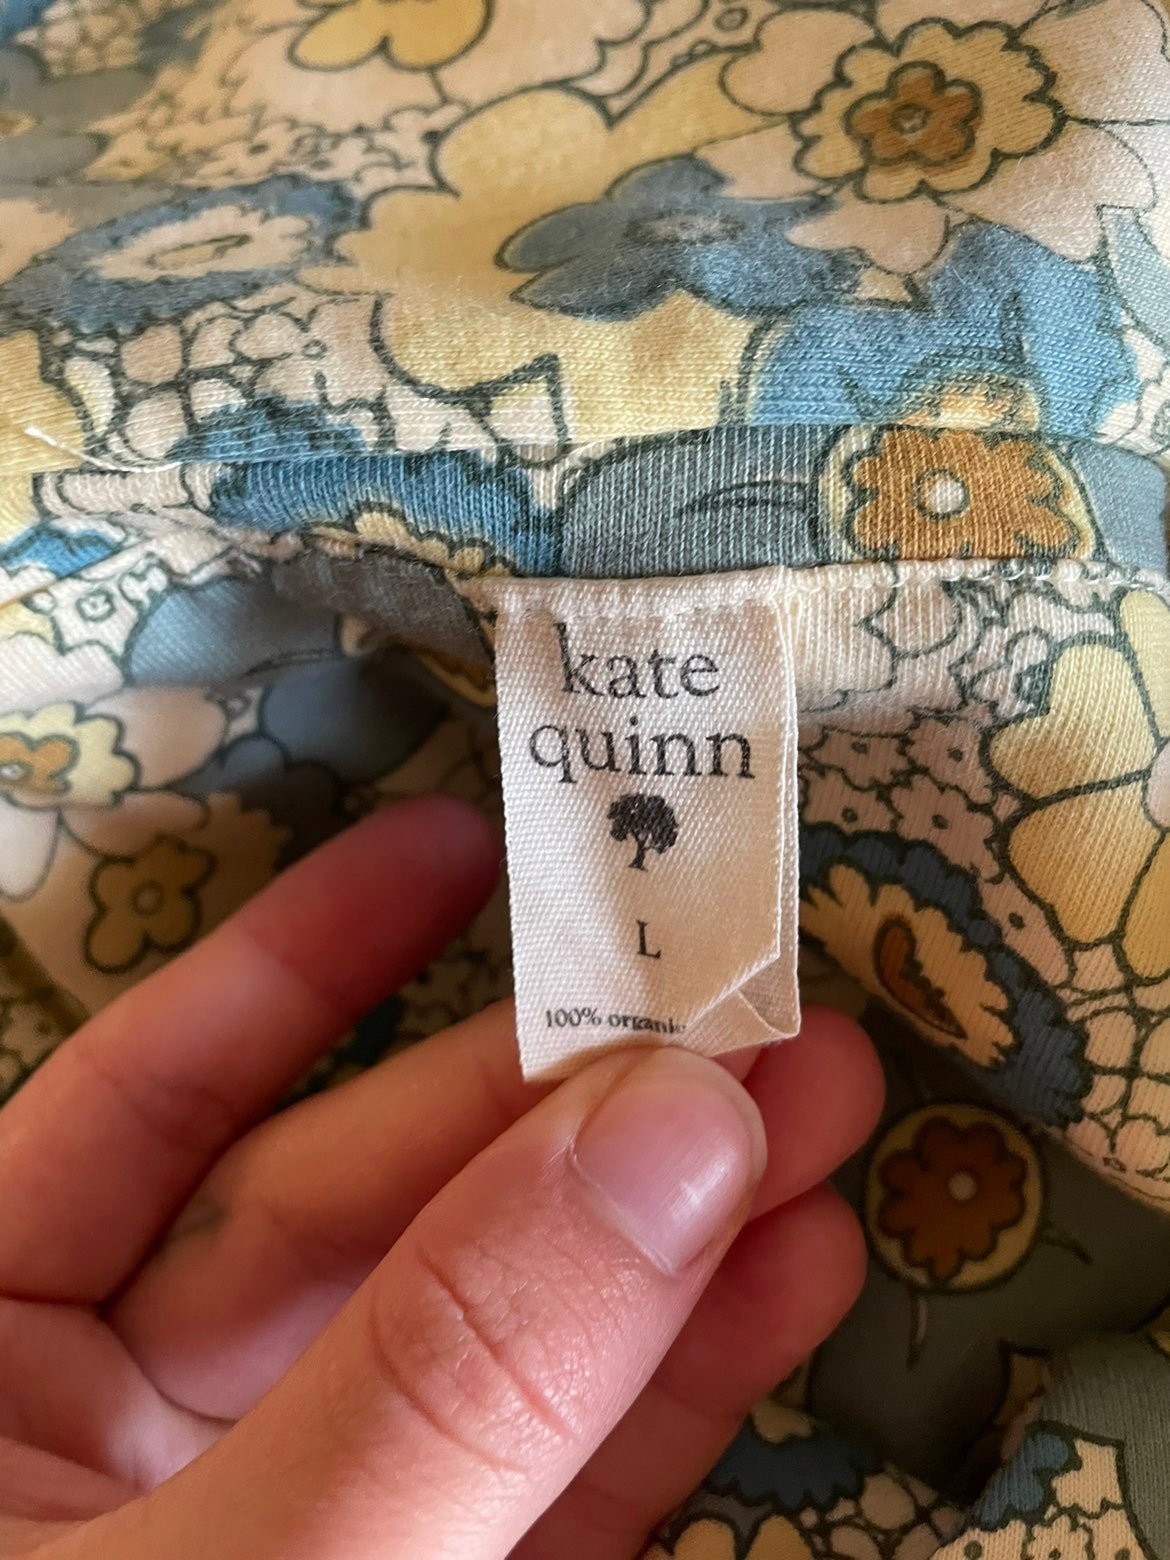 kate
quinn
L
100% organic